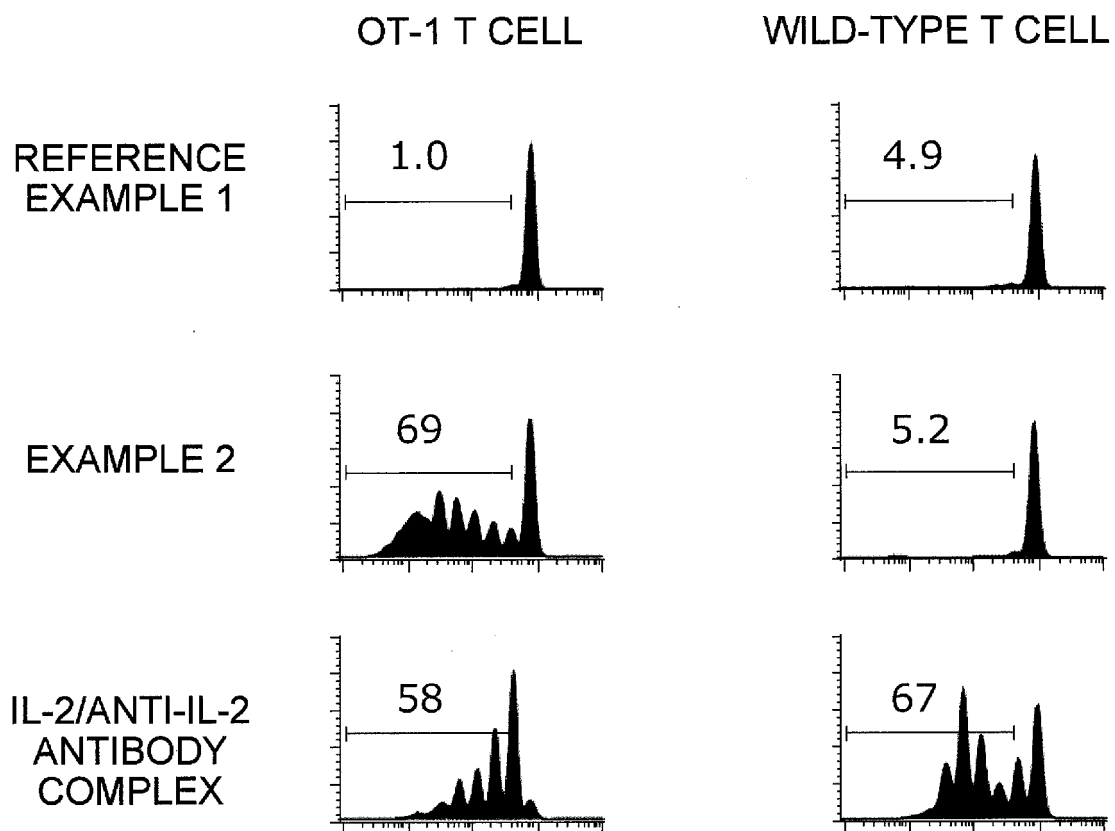 OT-1 T CELL
WILD-TYPE T CELL
REFERENCE
EXAMPLE 1
1.0
4.9
EXAMPLE 2
69
5.2
IL-2/ANTI-IL-2
ANTIBODY
COMPLEX
58
67